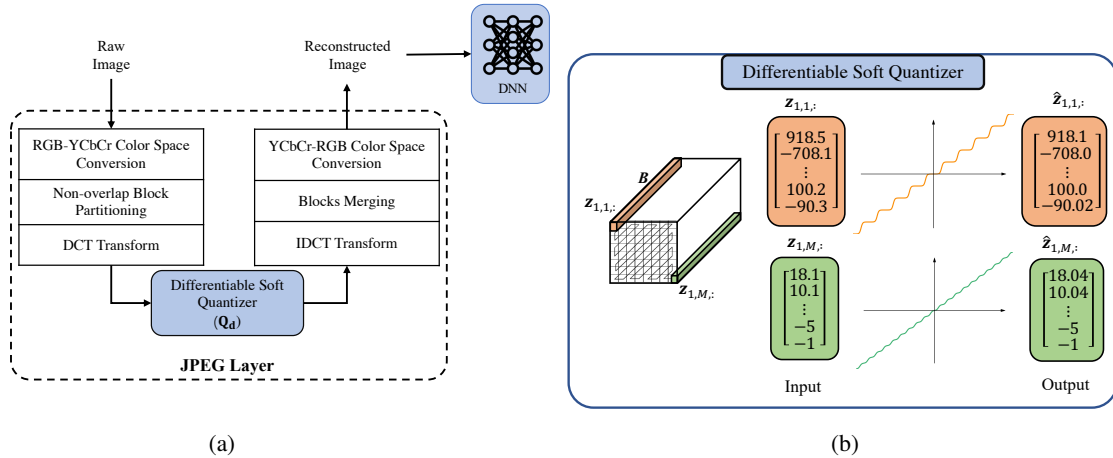 Raw
Image
Reconstructed
Image
DNN
RGB-YCbCr Color Space
Conversion
Non-overlap Block
Partitioning
DCT Transform
YCbCr-RGB Color Space
Conversion
Blocks Merging
IDCT Transform
Differentiable Soft
Quantizer
(Q_d)
JPEG Layer
(a)
Differentiable Soft Quantizer
B
z_{1,1,:}
z_{1,M,:}
z_{1,1,:}
918.5
−708.1
⋮
100.2
−90.3
ẑ_{1,1,:}
918.1
−708.0
⋮
100.0
−90.02
z_{1,M,:}
18.1
10.1
⋮
−5
−1
Input
ẑ_{1,M,:}
18.04
10.04
⋮
−5
−1
Output
(b)